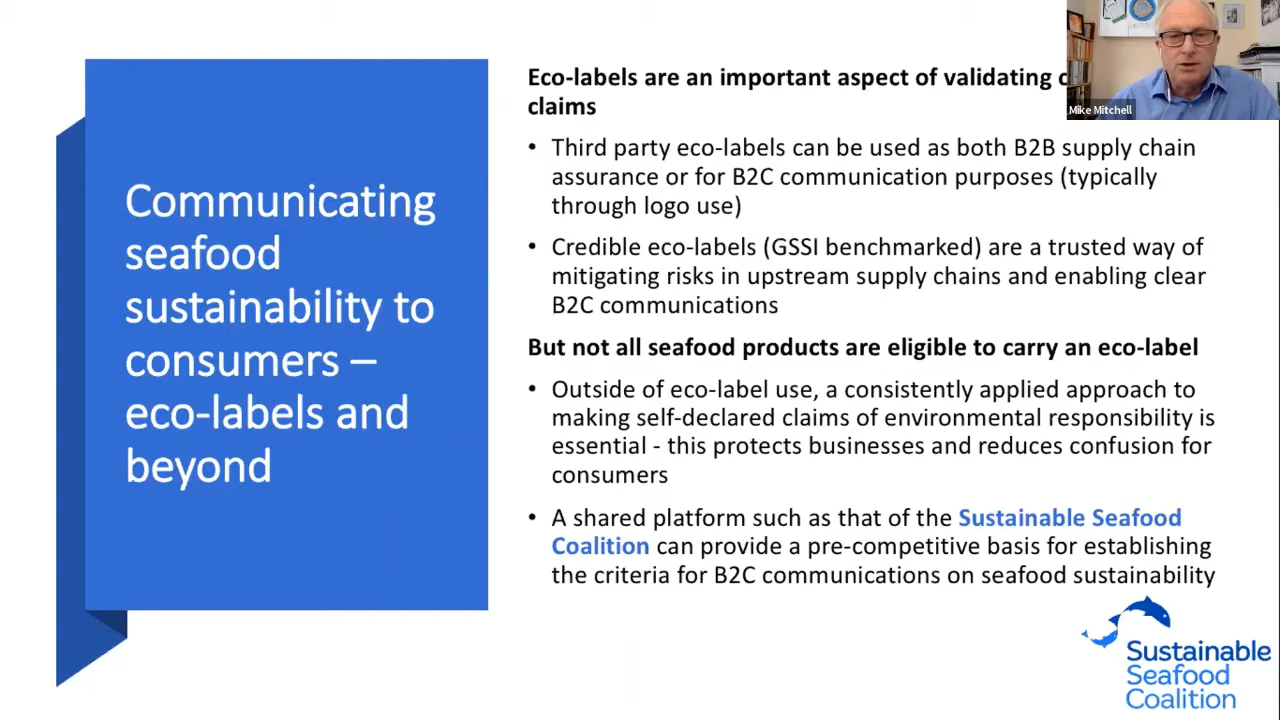 Communicating
seafood
sustainability to
consumers –
eco-labels and
beyond
Eco-labels are an important aspect of validating
claims
• Third party eco-labels can be used as both B2B supply chain
assurance or for B2C communication purposes (typically
through logo use)
• Credible eco-labels (GSSI benchmarked) are a trusted way of
mitigating risks in upstream supply chains and enabling clear
B2C communications
But not all seafood products are eligible to carry an eco-label
• Outside of eco-label use, a consistently applied approach to
making self-declared claims of environmental responsibility is
essential - this protects businesses and reduces confusion for
consumers
• A shared platform such as that of the Sustainable Seafood
Coalition can provide a pre-competitive basis for establishing
the criteria for B2C communications on seafood sustainability
Mike Mitchell
Sustainable
Seafood
Coalition